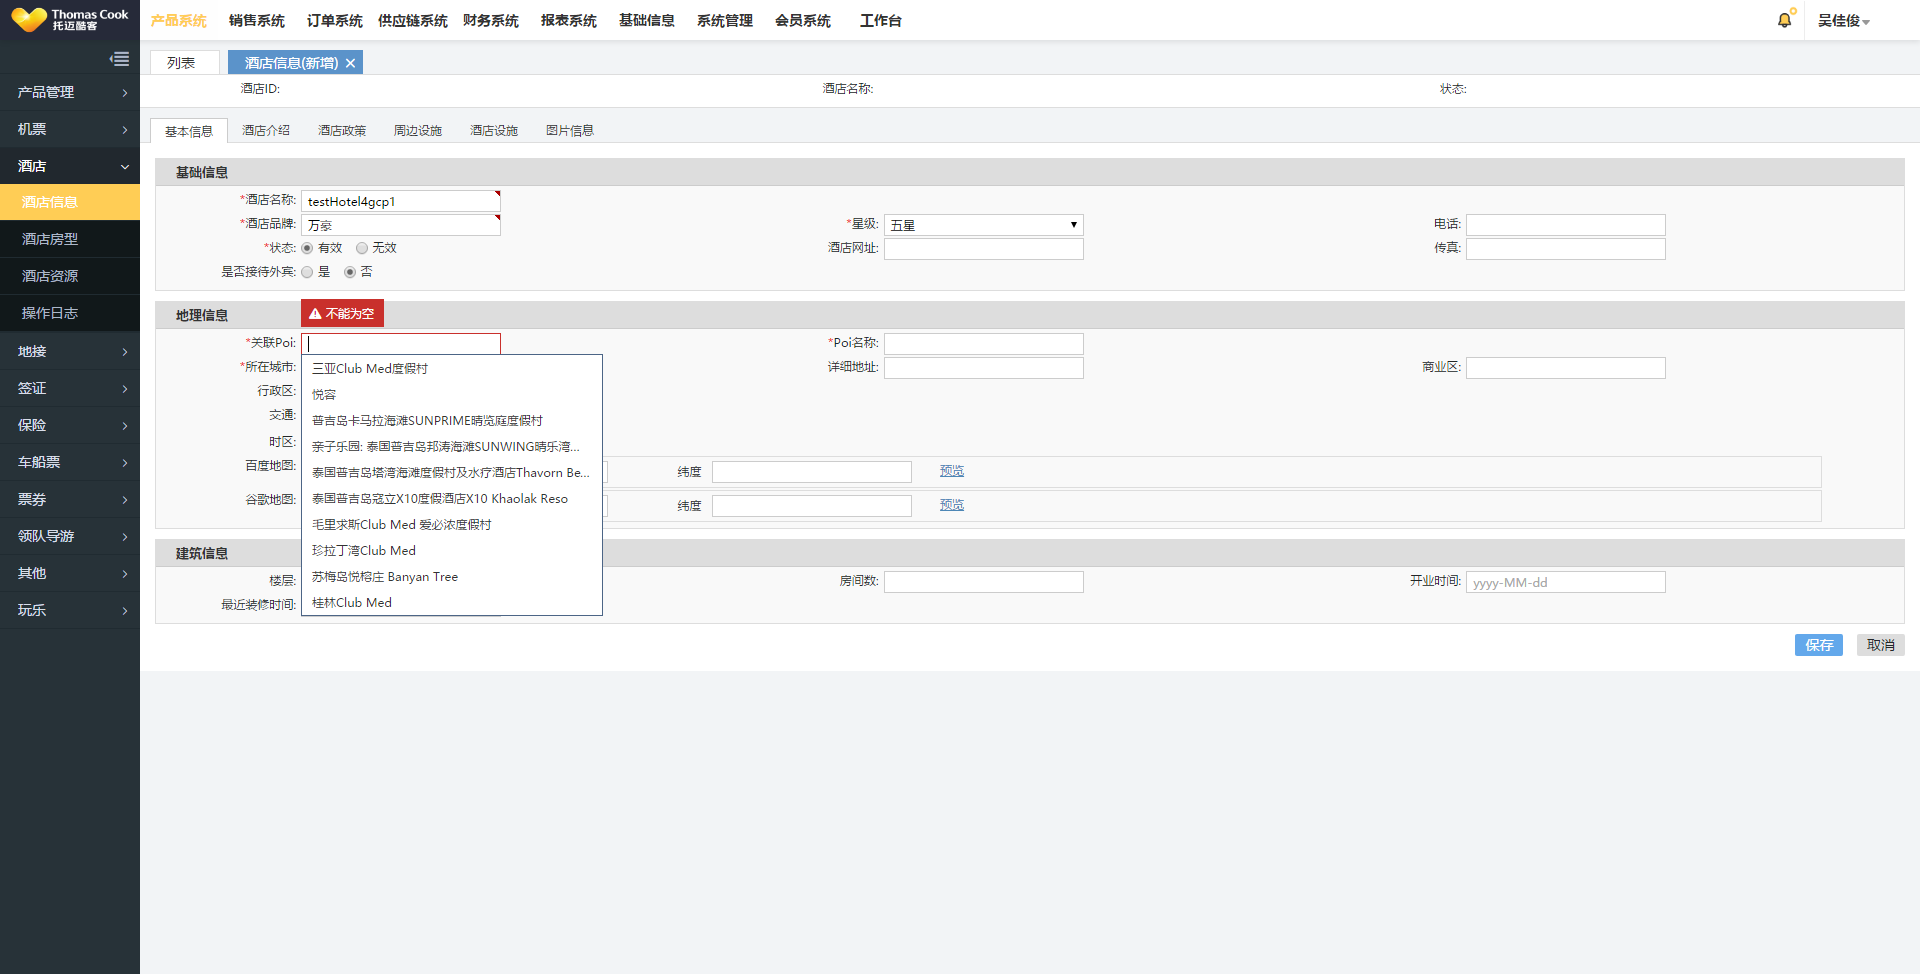 Thomas Cook
托迈酷客
产品系统 销售系统 订单系统 供应链系统 财务系统 报表系统 基础信息 系统管理 会员系统 工作台 吴佳俊
产品管理
机票
酒店
酒店信息
酒店房型
酒店资源
操作日志
地接
签证
保险
车船票
票券
领队导游
其他
玩乐
列表 酒店信息(新增)
酒店ID: 酒店名称: 状态:
基本信息 酒店介绍 酒店政策 周边设施 酒店设施 图片信息
基础信息
*酒店名称: testHotel4gcp1
*酒店品牌: 万豪 *星级: 五星 电话:
*状态: 有效 无效 酒店网址: 传真:
是否接待外宾: 是 否
地理信息 不能为空
*关联Poi: *Poi名称:
*所在城市: 详细地址: 商业区:
行政区:
交通:
时区:
百度地图: 纬度 预览
谷歌地图: 纬度 预览
三亚Club Med度假村
悦容
普吉岛卡马拉海滩SUNPRIME晴览庭度假村
亲子乐园: 泰国普吉岛邦涛海滩SUNWING晴乐湾...
泰国普吉岛塔湾海滩度假村及水疗酒店Thavorn Be...
泰国普吉岛寇立X10度假酒店X10 Khaolak Reso
毛里求斯Club Med 爱必浓度假村
珍拉丁湾Club Med
苏梅岛悦榕庄 Banyan Tree
桂林Club Med
建筑信息
楼层: 房间数: 开业时间: yyyy-MM-dd
最近装修时间:
保存 取消